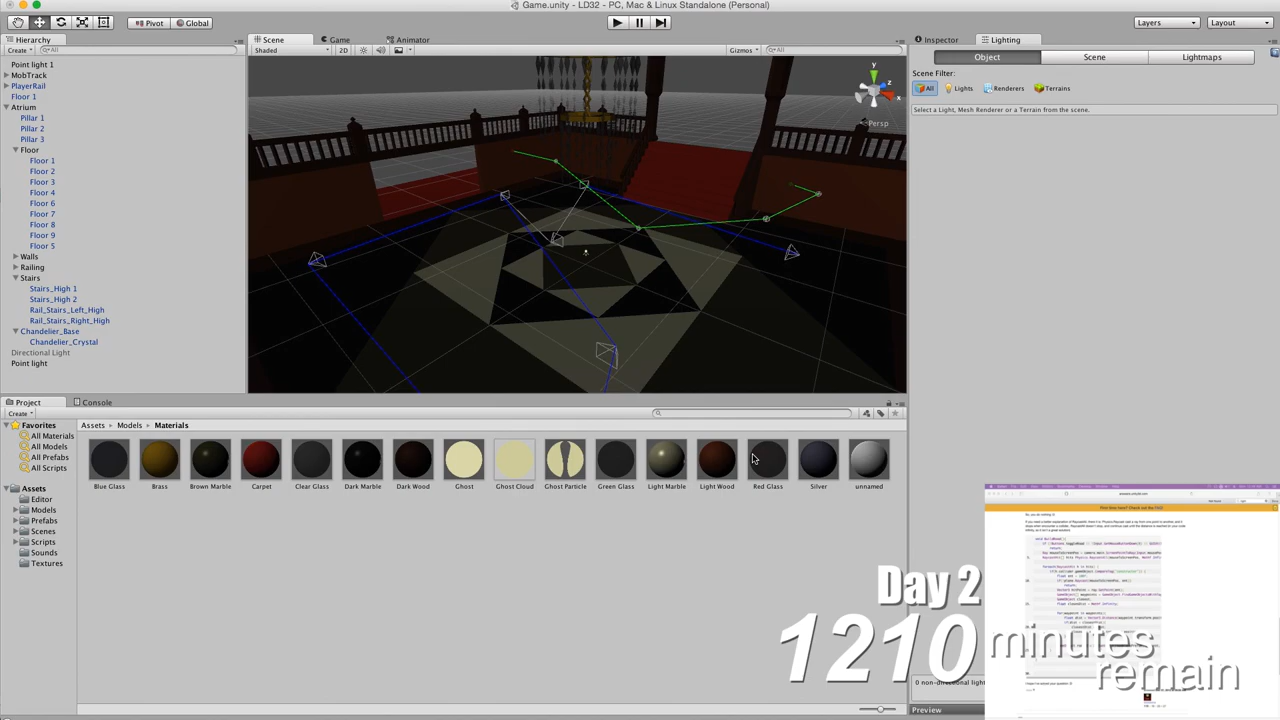 Game.unity - LD32 - PC, Mac & Linux Standalone (Personal)
Pivot Global Layers Layout
Hierarchy Scene Game Animator Inspector Lighting
Create All Shaded 2D Gizmos All Object Scene Lightmaps
Scene Filter:
All Lights Renderers Terrains
Select a Light, Mesh Renderer or a Terrain from the scene.
Point light 1
MobTrack
PlayerRail
Floor 1
Atrium
Pillar 1
Pillar 2
Pillar 3
Floor
Floor 1
Floor 2
Floor 3
Floor 4
Floor 6
Floor 7
Floor 8
Floor 9
Floor 5
Walls
Railing
Stairs
Stairs_High 1
Stairs_High 2
Rail_Stairs_Left_High
Rail_Stairs_Right_High
Chandelier_Base
Chandelier_Crystal
Directional Light
Point light
y
z
x
Persp
Project Console
Create
Favorites
All Materials
All Models
All Prefabs
All Scripts
Assets
Editor
Models
Prefabs
Scenes
Scripts
Sounds
Textures
Assets Models Materials
Blue Glass Brass Brown Marble Carpet Clear Glass Dark Marble Dark Wood Ghost Ghost Cloud Ghost Particle Green Glass Light Marble Light Wood Red Glass Silver unnamed
0 non-directional light
Preview
Day 2
1210 minutes
remain